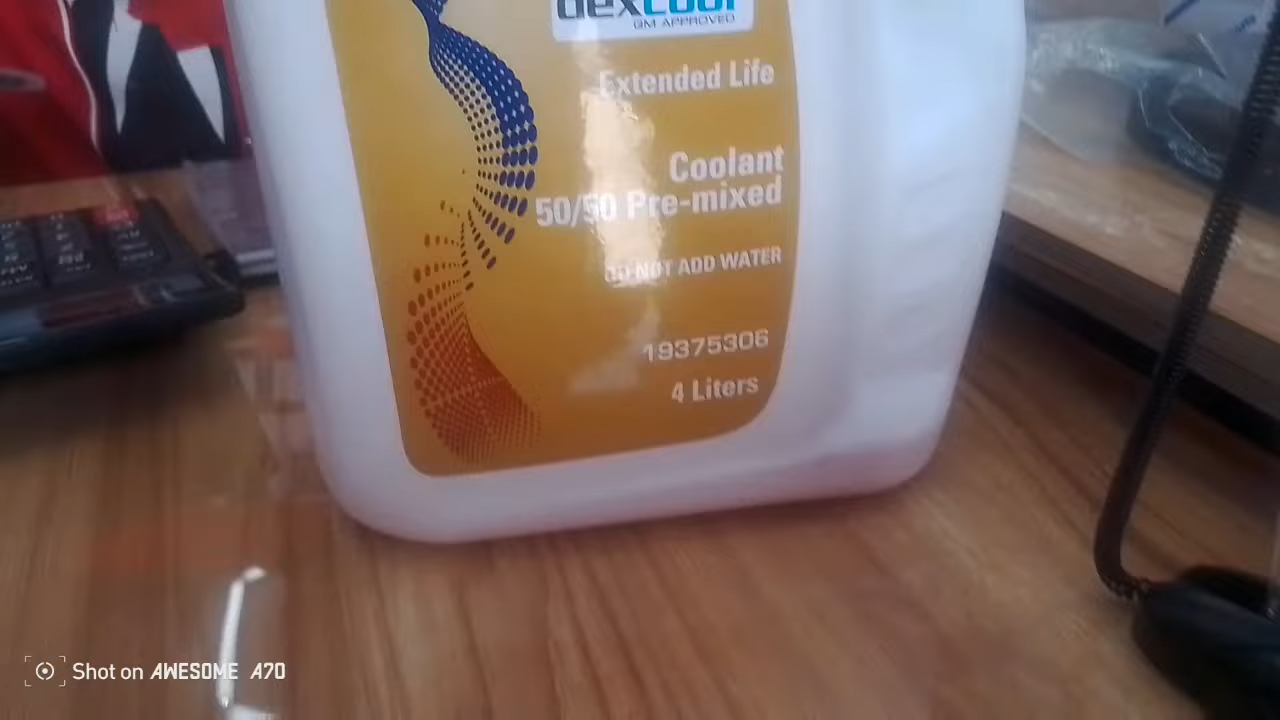 dexcool
GM APPROVED
Extended Life
Coolant
50/50 Pre-mixed
DO NOT ADD WATER
19375306
4 Liters
Shot on AWESOME A70